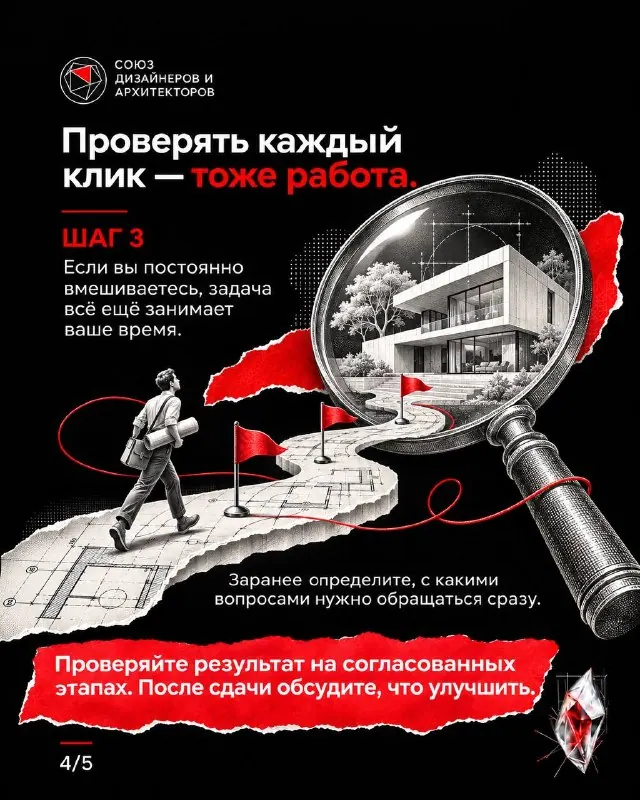 СОЮЗ
ДИЗАЙНЕРОВ И
АРХИТЕКТОРОВ
Проверять каждый
клик — тоже работа.
ШАГ 3
Если вы постоянно
вмешиваетесь, задача
всё ещё занимает
ваше время.
Заранее определите, с какими
вопросами нужно обращаться сразу.
Проверяйте результат на согласованных
этапах. После сдачи обсудите, что улучшить.
4/5